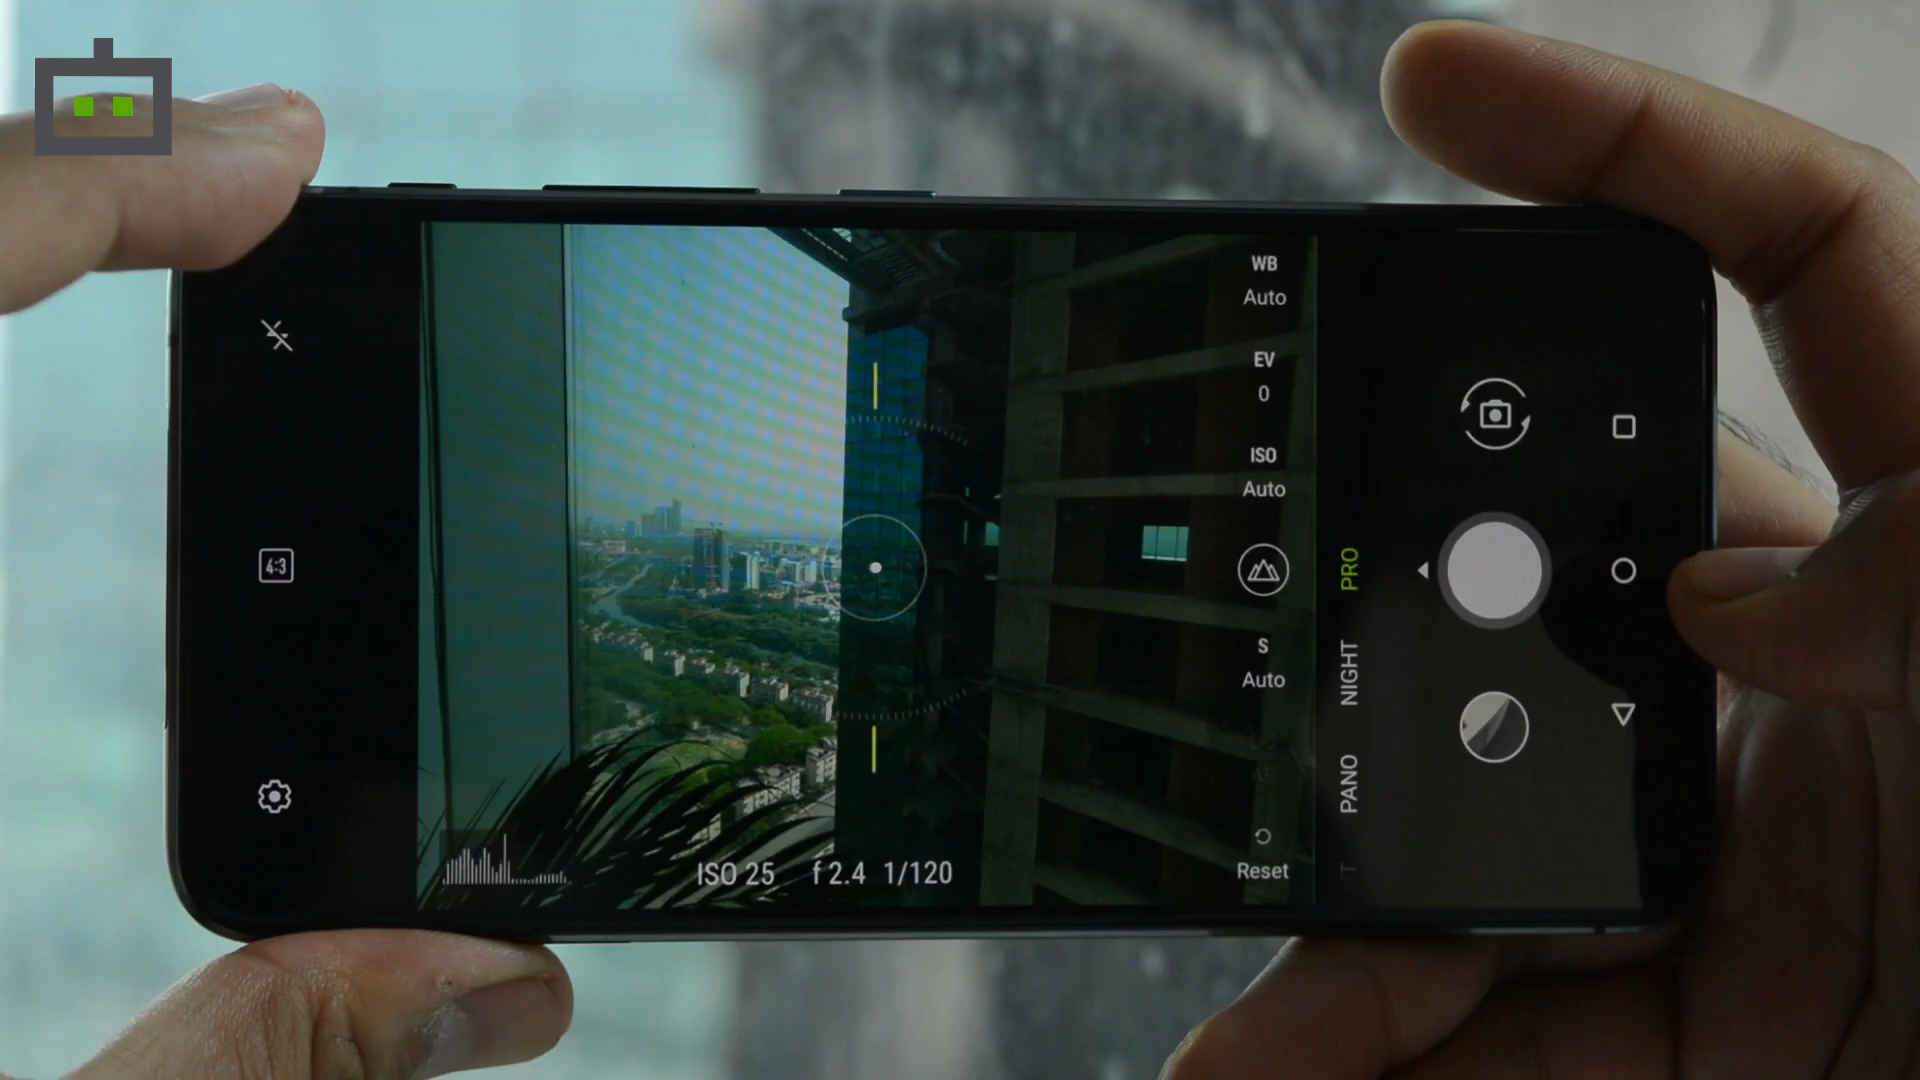 WB
Auto
EV
0
ISO
Auto
S
Auto
Reset
4:3
ISO 25 f 2.4 1/120
PRO
NIGHT
PANO